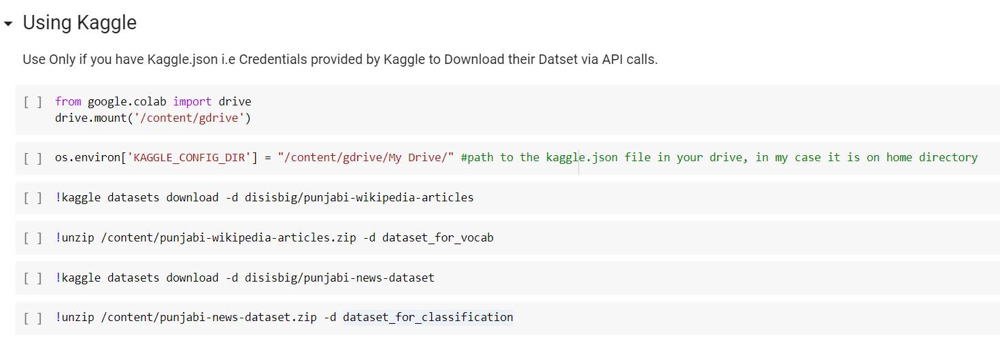 Using Kaggle
Use Only if you have Kaggle.json i.e Credentials provided by Kaggle to Download their Datset via API calls.
[ ] from google.colab import drive
drive.mount('/content/gdrive')
[ ] os.environ['KAGGLE_CONFIG_DIR'] = "/content/gdrive/My Drive/" #path to the kaggle.json file in your drive, in my case it is on home directory
[ ] !kaggle datasets download -d disisbig/punjabi-wikipedia-articles
[ ] !unzip /content/punjabi-wikipedia-articles.zip -d dataset_for_vocab
[ ] !kaggle datasets download -d disisbig/punjabi-news-dataset
[ ] !unzip /content/punjabi-news-dataset.zip -d dataset_for_classification